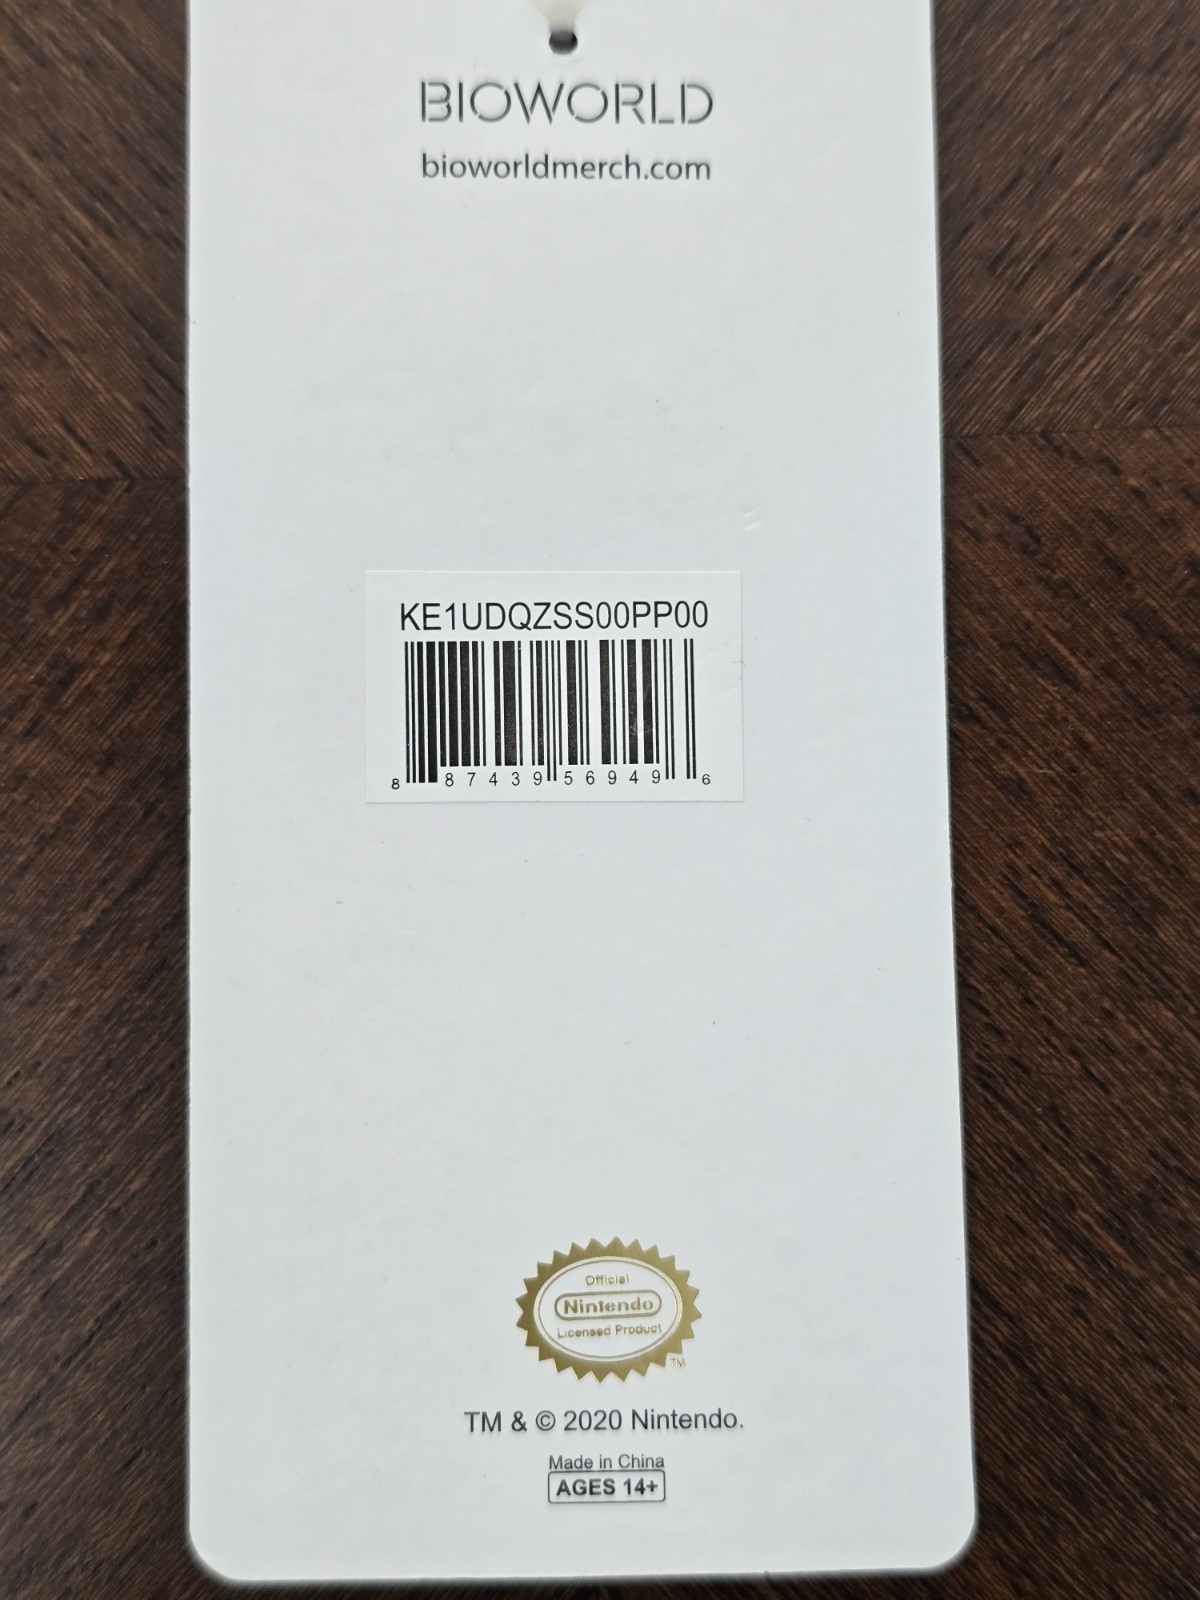 BIOWORLD
bioworldmerch.com
KE1UDQZSS00PP00
8 87439 56949 6
Official
Nintendo
Licensed Product
TM
TM & © 2020 Nintendo.
Made in China
AGES 14+